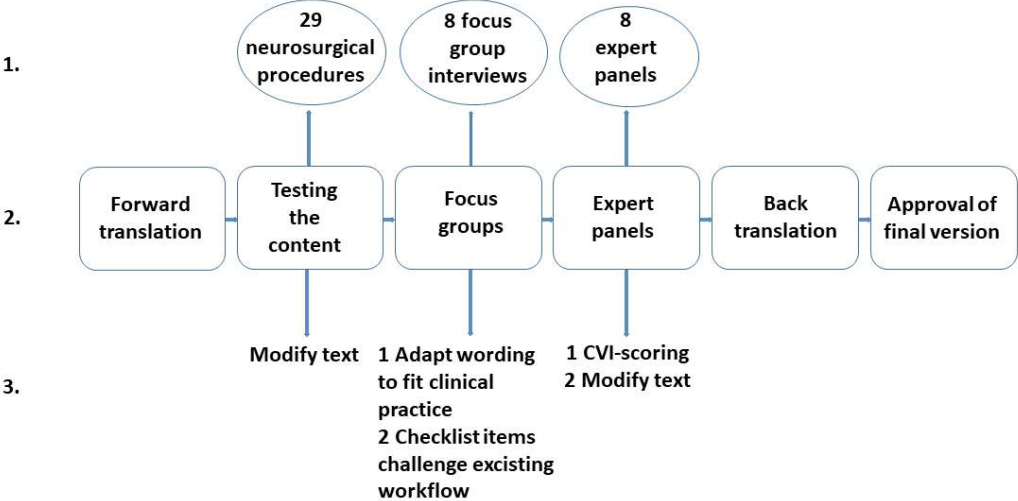 1.
29
neurosurgical
procedures
8 focus
group
interviews
8
expert
panels
2.
Forward
translation
Testing
the
content
Focus
groups
Expert
panels
Back
translation
Approval of
final version
3.
Modify text
1 Adapt wording
to fit clinical
practice
2 Checklist items
challenge excisting
workflow
1 CVI-scoring
2 Modify text